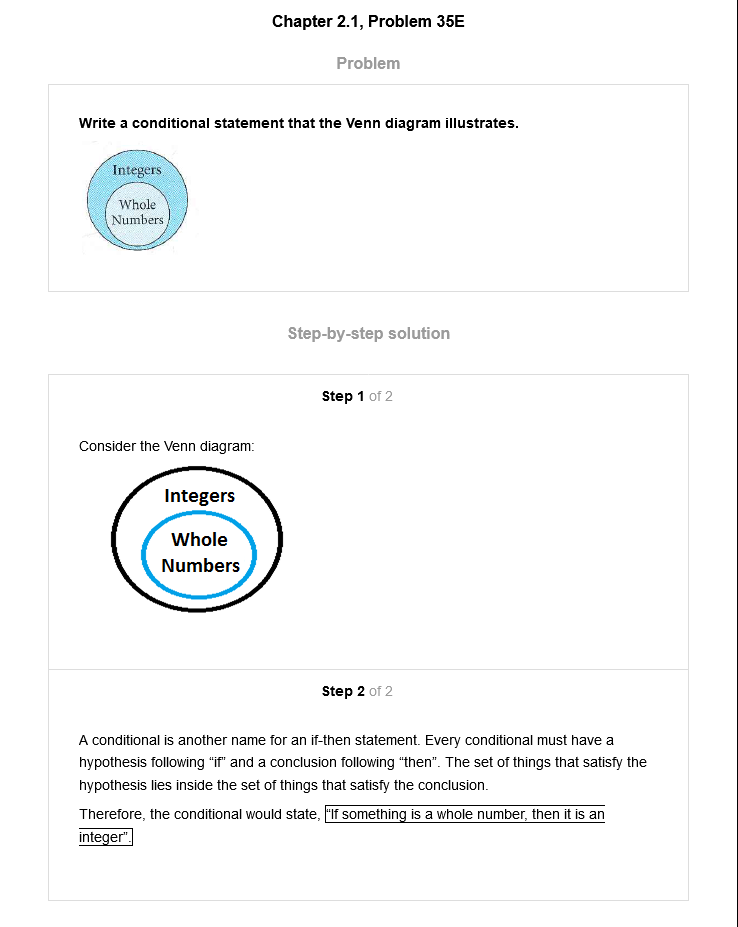 Chapter 2.1, Problem 35E
Problem
Write a conditional statement that the Venn diagram illustrates.
Integers
Whole
Numbers
Step-by-step solution
Step 1 of 2
Consider the Venn diagram:
Integers
Whole
Numbers
Step 2 of 2
A conditional is another name for an if-then statement. Every conditional must have a
hypothesis following “if” and a conclusion following “then”. The set of things that satisfy the
hypothesis lies inside the set of things that satisfy the conclusion.
Therefore, the conditional would state, “If something is a whole number, then it is an
integer”.